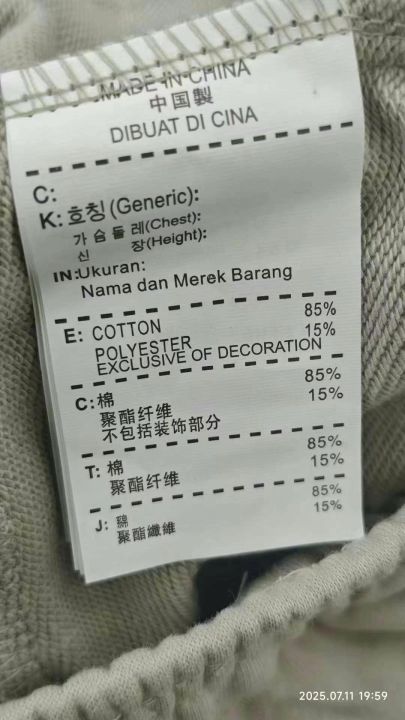 MADE IN CHINA
中国製
DIBUAT DI CINA
C:
K: 호칭(Generic):
가슴둘레(Chest):
신 장(Height):
IN:Ukuran:
Nama dan Merek Barang
E: COTTON 85%
POLYESTER 15%
EXCLUSIVE OF DECORATION
C:棉 85%
聚酯纤维 15%
不包括装饰部分
T: 棉 85%
聚酯纤维 15%
J: 85%
聚酯纖維 15%
2025.07.11 19:59